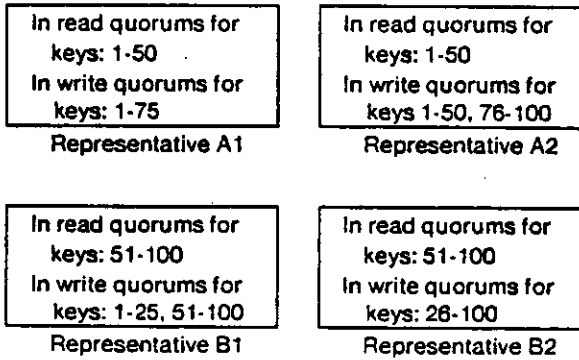 In read quorums for
keys: 1-50
In write quorums for
keys: 1-75
Representative A1
In read quorums for
keys: 1-50
In write quorums for
keys 1-50, 76-100
Representative A2
In read quorums for
keys: 51-100
In write quorums for
keys: 1-25, 51-100
Representative B1
In read quorums for
keys: 51-100
In write quorums for
keys: 26-100
Representative B2